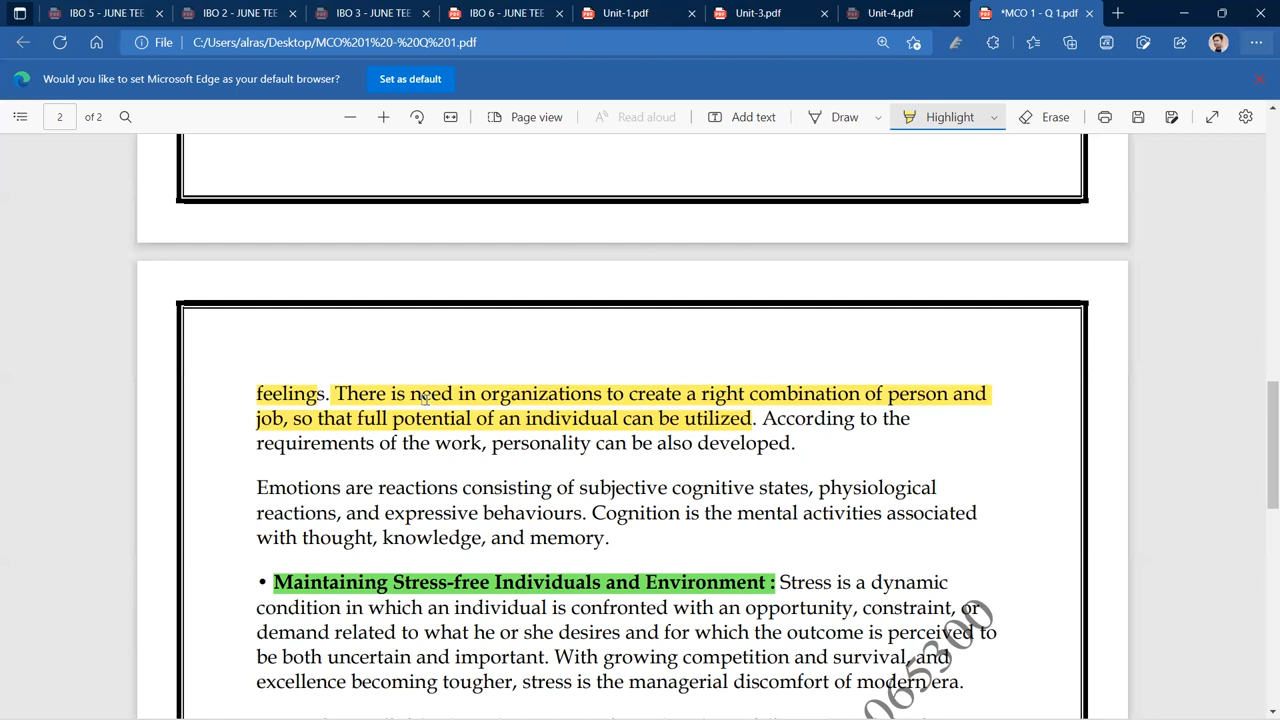 IBO 5 - JUNE TEE
IBO 2 - JUNE TEE
IBO 3 - JUNE TEE
IBO 6 - JUNE TEE
Unit-1.pdf
Unit-3.pdf
Unit-4.pdf
*MCO 1 - Q 1.pdf
File
C:/Users/alras/Desktop/MCO%201%20-%20Q%201.pdf
Would you like to set Microsoft Edge as your default browser?
Set as default
2 of 2
Page view
Read aloud
Add text
Draw
Highlight
Erase
feelings. There is need in organizations to create a right combination of person and
job, so that full potential of an individual can be utilized. According to the
requirements of the work, personality can be also developed.
Emotions are reactions consisting of subjective cognitive states, physiological
reactions, and expressive behaviours. Cognition is the mental activities associated
with thought, knowledge, and memory.
• Maintaining Stress-free Individuals and Environment : Stress is a dynamic
condition in which an individual is confronted with an opportunity, constraint, or
demand related to what he or she desires and for which the outcome is perceived to
be both uncertain and important. With growing competition and survival, and
excellence becoming tougher, stress is the managerial discomfort of modern era.
065300